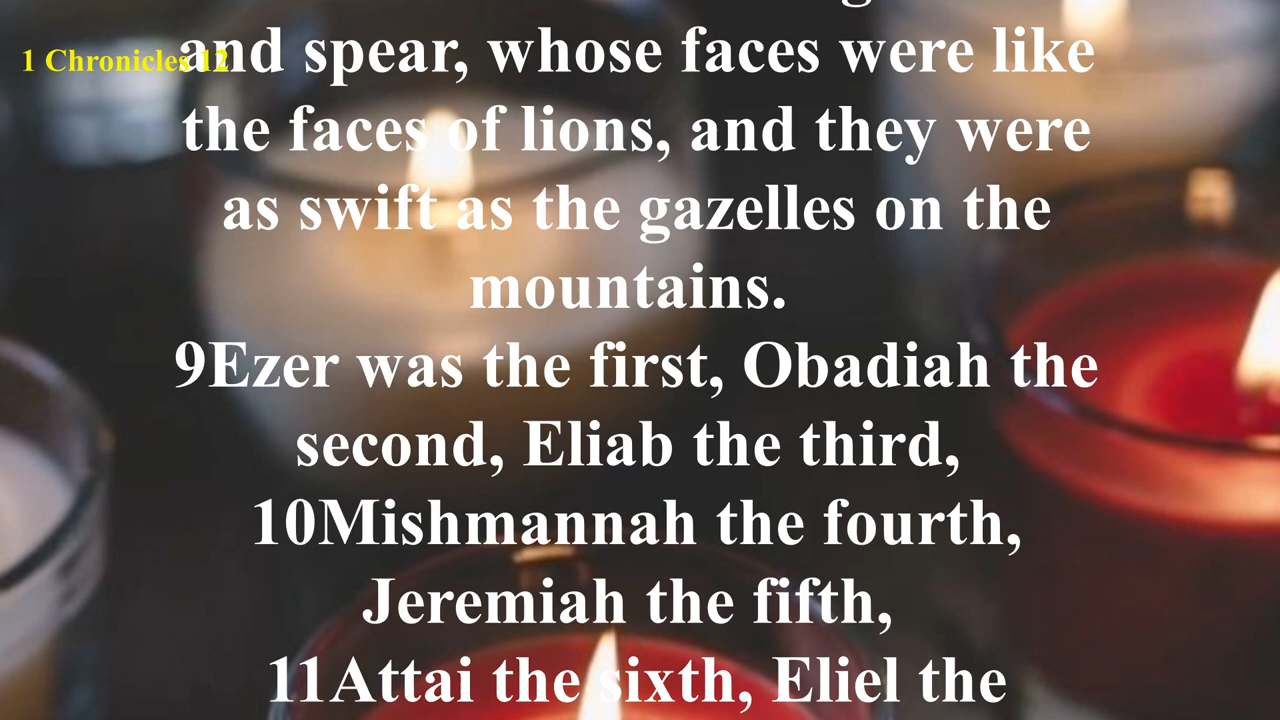 1 Chronicles 12
and spear, whose faces were like
the faces of lions, and they were
as swift as the gazelles on the
mountains.
9Ezer was the first, Obadiah the
second, Eliab the third,
10Mishmannah the fourth,
Jeremiah the fifth,
11Attai the sixth, Eliel the